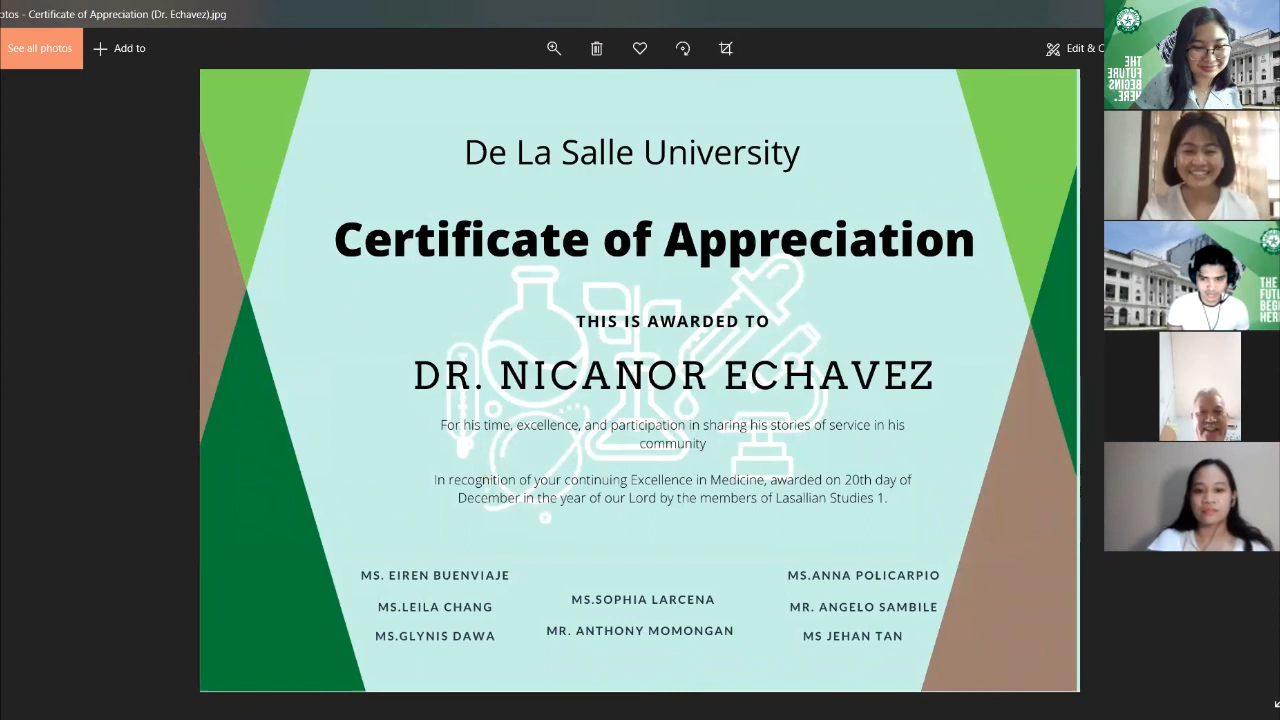 otos - Certificate of Appreciation (Dr. Echavez).jpg
See all photos
Add to
Edit & C
De La Salle University
Certificate of Appreciation
THIS IS AWARDED TO
DR. NICANOR ECHAVEZ
For his time, excellence, and participation in sharing his stories of service in his
community
In recognition of your continuing Excellence in Medicine, awarded on 20th day of
December in the year of our Lord by the members of Lasallian Studies 1.
MS. EIREN BUENVIAJE
MS.LEILA CHANG
MS.GLYNIS DAWA
MS.SOPHIA LARCENA
MR. ANTHONY MOMONGAN
MS.ANNA POLICARPIO
MR. ANGELO SAMBILE
MS JEHAN TAN
THE
FUTURE
BEGINS
HERE.
THE
FUTU
BEGI
HERE